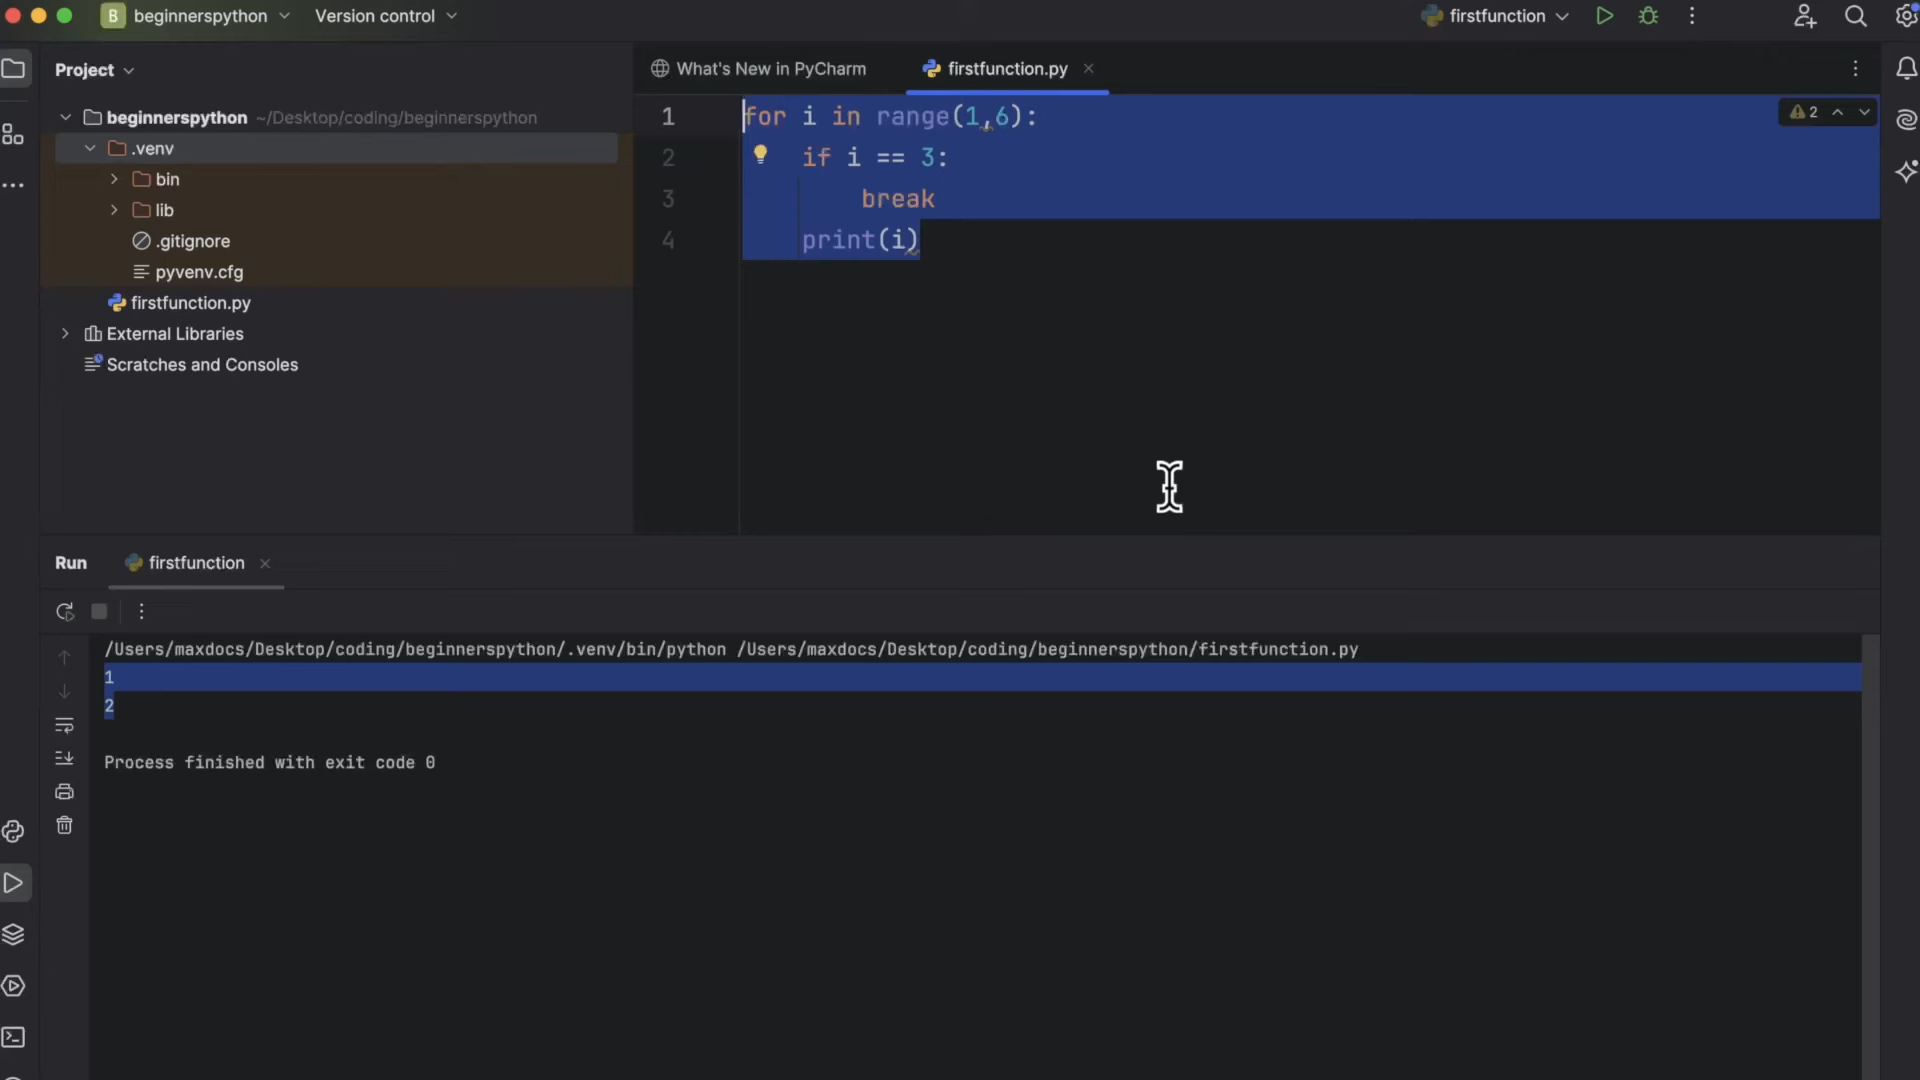 B beginnerspython Version control firstfunction
Project
What's New in PyCharm firstfunction.py
beginnerspython ~/Desktop/coding/beginnerspython
.venv
bin
lib
.gitignore
pyvenv.cfg
firstfunction.py
External Libraries
Scratches and Consoles
1 for i in range(1,6):
2 if i == 3:
3 break
4 print(i)
2
Run firstfunction
/Users/maxdocs/Desktop/coding/beginnerspython/.venv/bin/python /Users/maxdocs/Desktop/coding/beginnerspython/firstfunction.py
1
2
Process finished with exit code 0